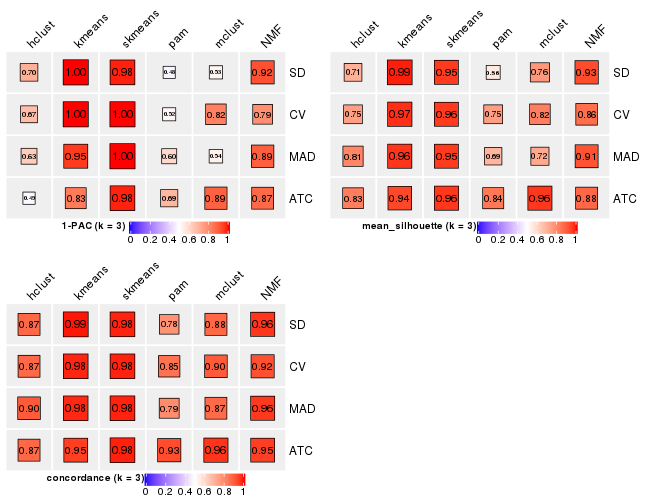 hclust kmeans skmeans pam mclust NMF
0.70 1.00 0.98 0.48 0.53 0.92 SD
0.67 1.00 1.00 0.52 0.82 0.79 CV
0.63 0.95 1.00 0.60 0.54 0.89 MAD
0.49 0.83 0.98 0.69 0.89 0.87 ATC
1-PAC (k = 3)
0 0.2 0.4 0.6 0.8 1
hclust kmeans skmeans pam mclust NMF
0.71 0.99 0.95 0.56 0.76 0.93 SD
0.75 0.97 0.96 0.75 0.82 0.86 CV
0.81 0.96 0.95 0.69 0.72 0.91 MAD
0.83 0.94 0.96 0.84 0.96 0.88 ATC
mean_silhouette (k = 3)
0 0.2 0.4 0.6 0.8 1
hclust kmeans skmeans pam mclust NMF
0.87 0.99 0.98 0.78 0.88 0.96 SD
0.87 0.98 0.98 0.85 0.90 0.92 CV
0.90 0.98 0.98 0.79 0.87 0.96 MAD
0.87 0.95 0.98 0.93 0.96 0.95 ATC
concordance (k = 3)
0 0.2 0.4 0.6 0.8 1